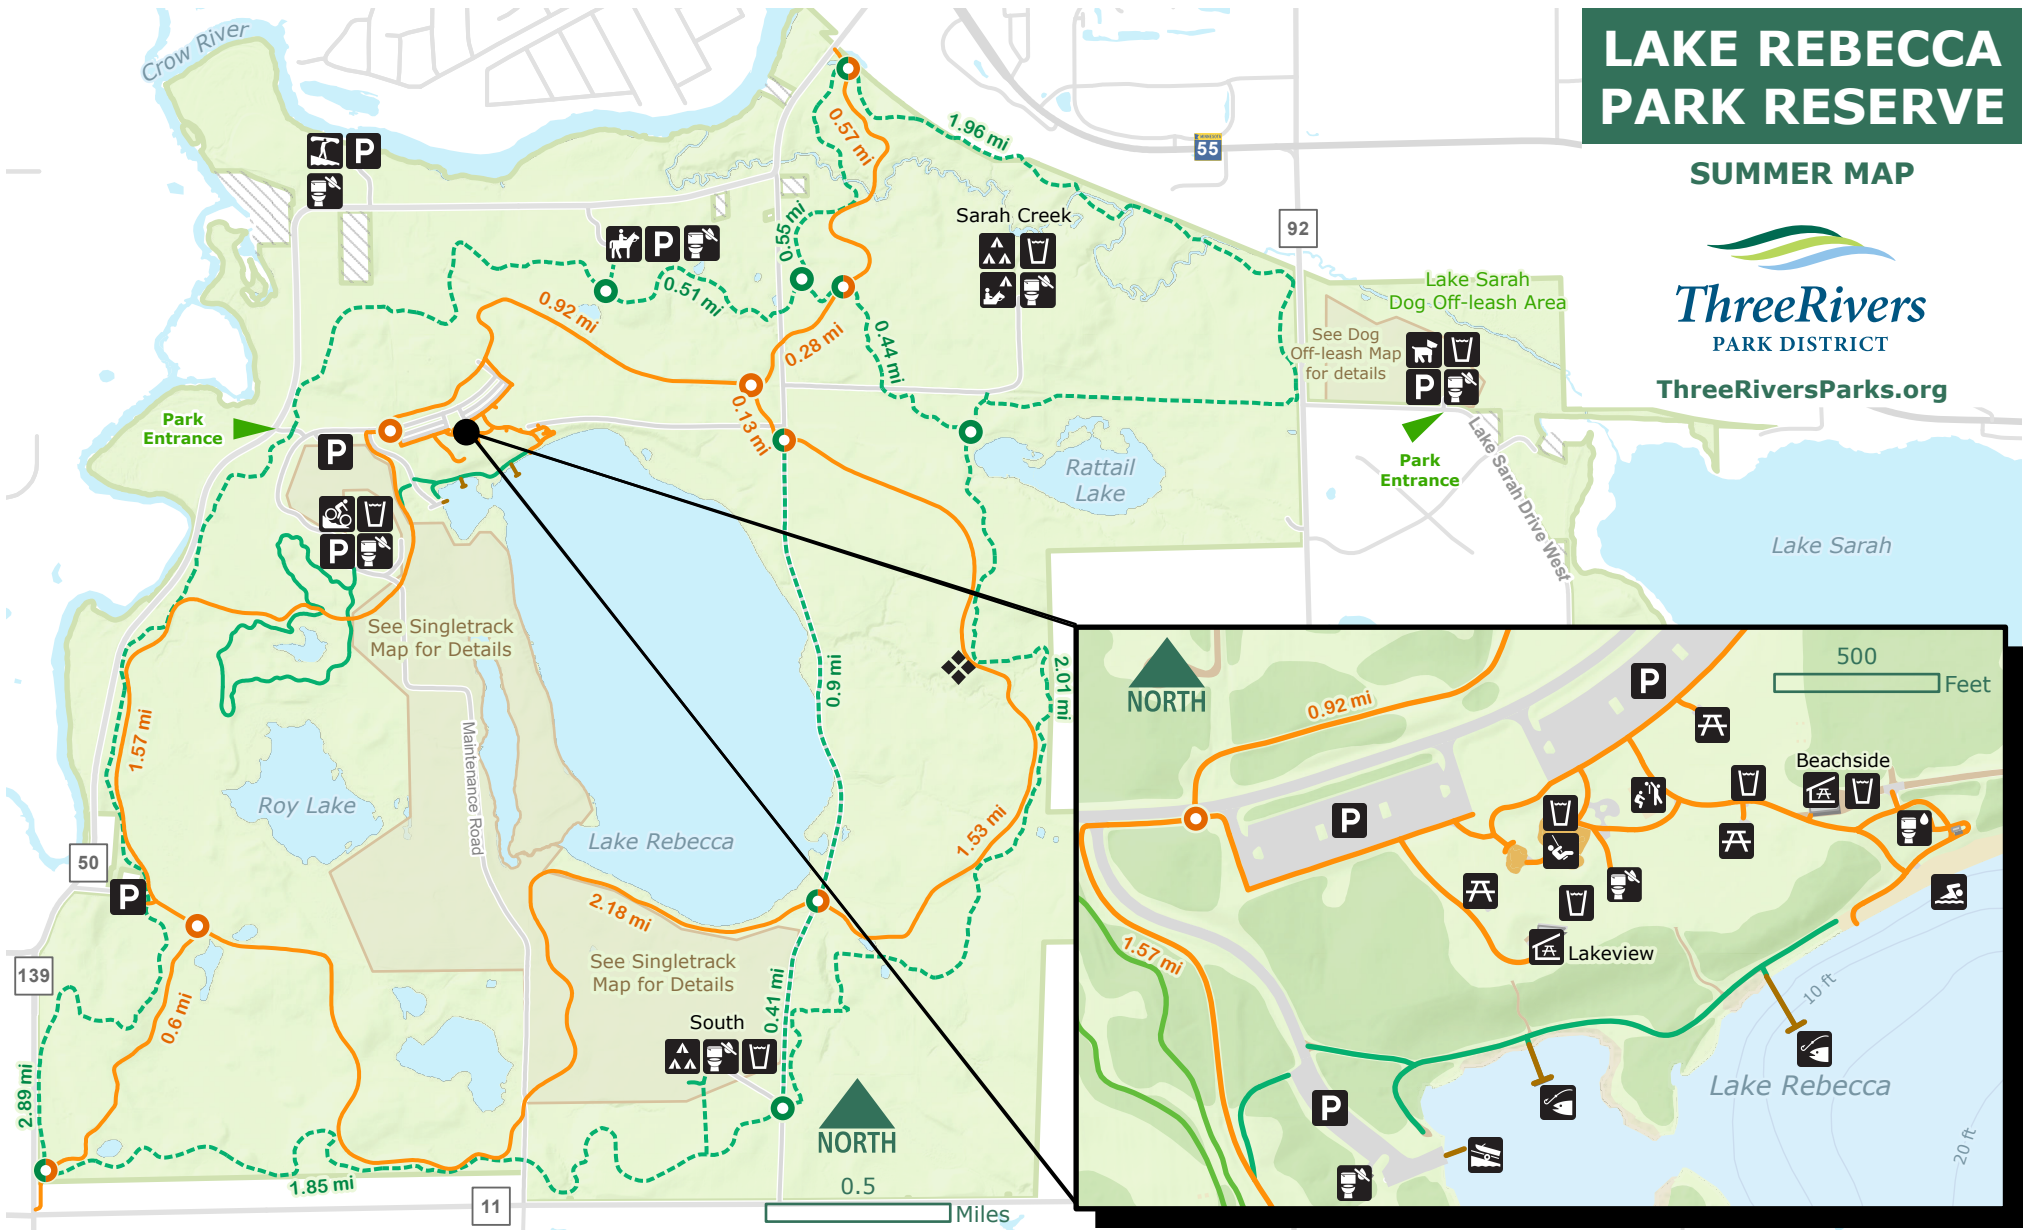 LAKE REBECCA
PARK RESERVE
SUMMER MAP
ThreeRivers
PARK DISTRICT
ThreeRiversParks.org
Crow River
MINNESOTA
55
1.96 mi
0.57 mi
P
Sarah Creek
92
0.55 mi
P
0.51 mi
0.92 mi
0.28 mi
0.44 mi
Lake Sarah
Dog Off-leash Area
See Dog
Off-leash Map
for details
P
Park
Entrance
Park
Entrance
Lake Sarah Drive West
Lake Sarah
P
0.13 mi
Rattail
Lake
P
See Singletrack
Map for Details
0.9 mi
2.01 mi
1.57 mi
Maintenance Road
Roy Lake
Lake Rebecca
1.53 mi
50
P
2.18 mi
139
See Singletrack
Map for Details
0.41 mi
0.6 mi
South
2.89 mi
1.85 mi
11
NORTH
0.5
Miles
NORTH
0.92 mi
P
500
Feet
Beachside
P
Lakeview
1.57 mi
10 ft
Lake Rebecca
P
20 ft